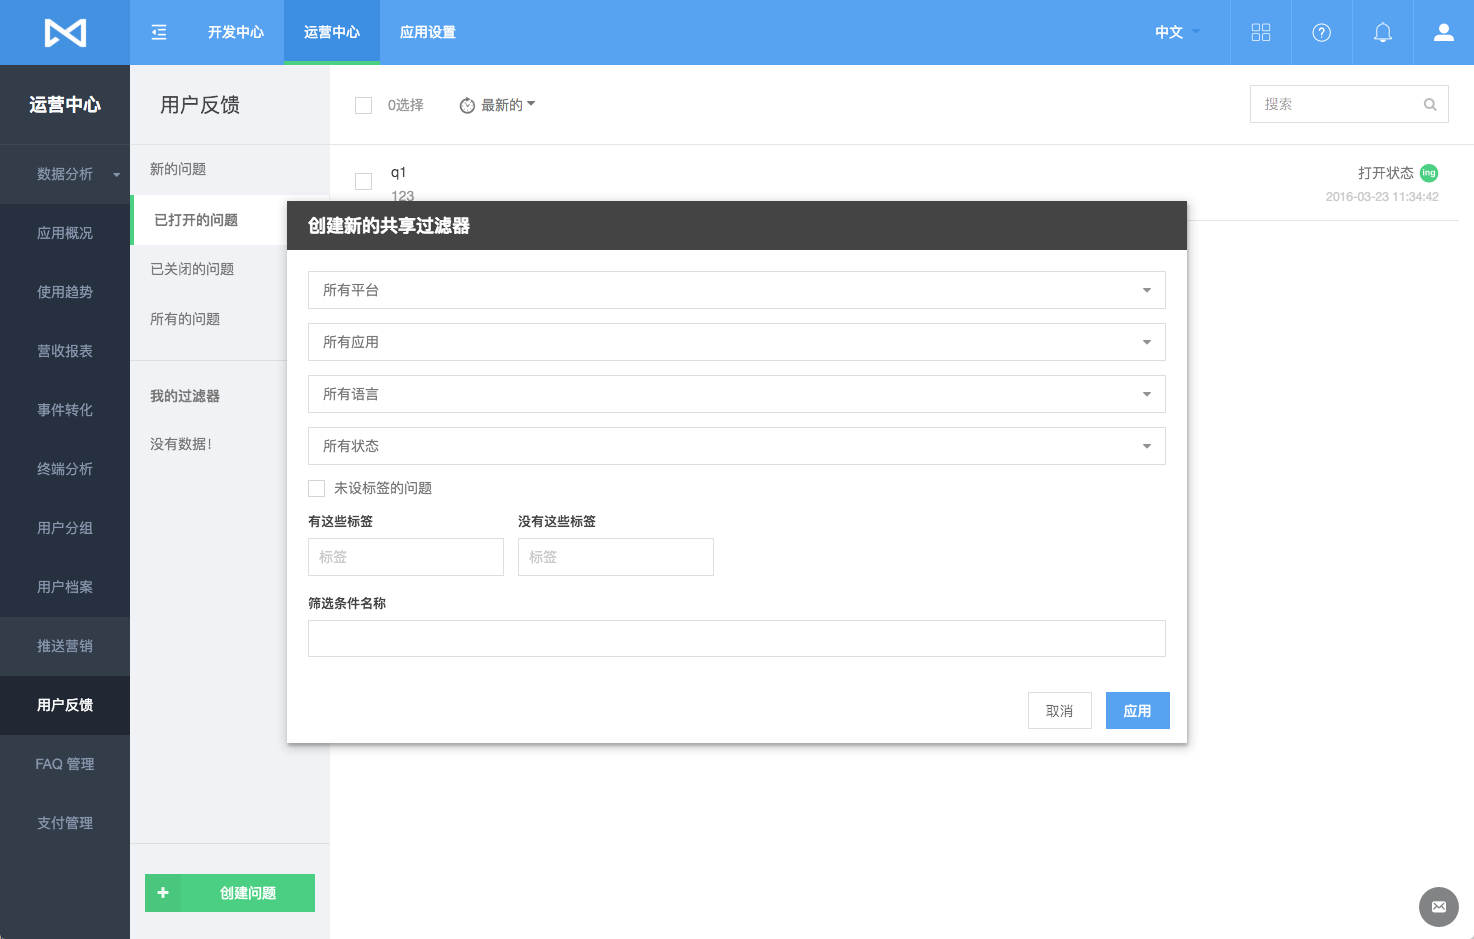 开发中心
运营中心
应用设置
中文
运营中心
数据分析
应用概况
使用趋势
营收报表
事件转化
终端分析
用户分组
用户档案
推送营销
用户反馈
FAQ 管理
支付管理
用户反馈
新的问题
已打开的问题
已关闭的问题
所有的问题
我的过滤器
没有数据!
创建问题
0选择
最新的
搜索
q1
打开状态 ing
123
2016-03-23 11:34:42
创建新的共享过滤器
所有平台
所有应用
所有语言
所有状态
未设标签的问题
有这些标签
没有这些标签
标签
标签
筛选条件名称
取消
应用